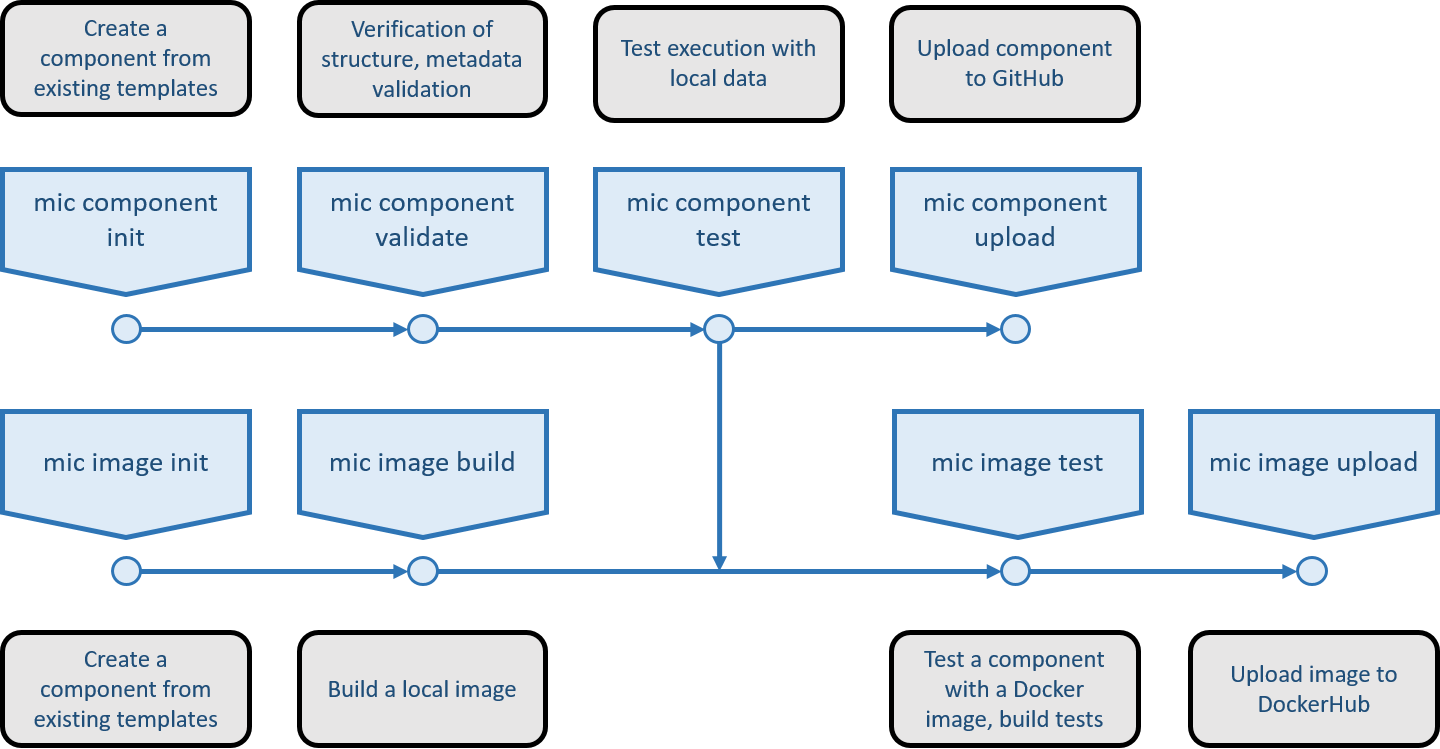 Create a
component from
existing templates
Verification of
structure, metadata
validation
Test execution with
local data
Upload component
to GitHub
mic component
init
mic component
validate
mic component
test
mic component
upload
mic image init
mic image build
mic image test
mic image upload
Create a
component from
existing templates
Build a local image
Test a component
with a Docker
image, build tests
Upload image to
DockerHub